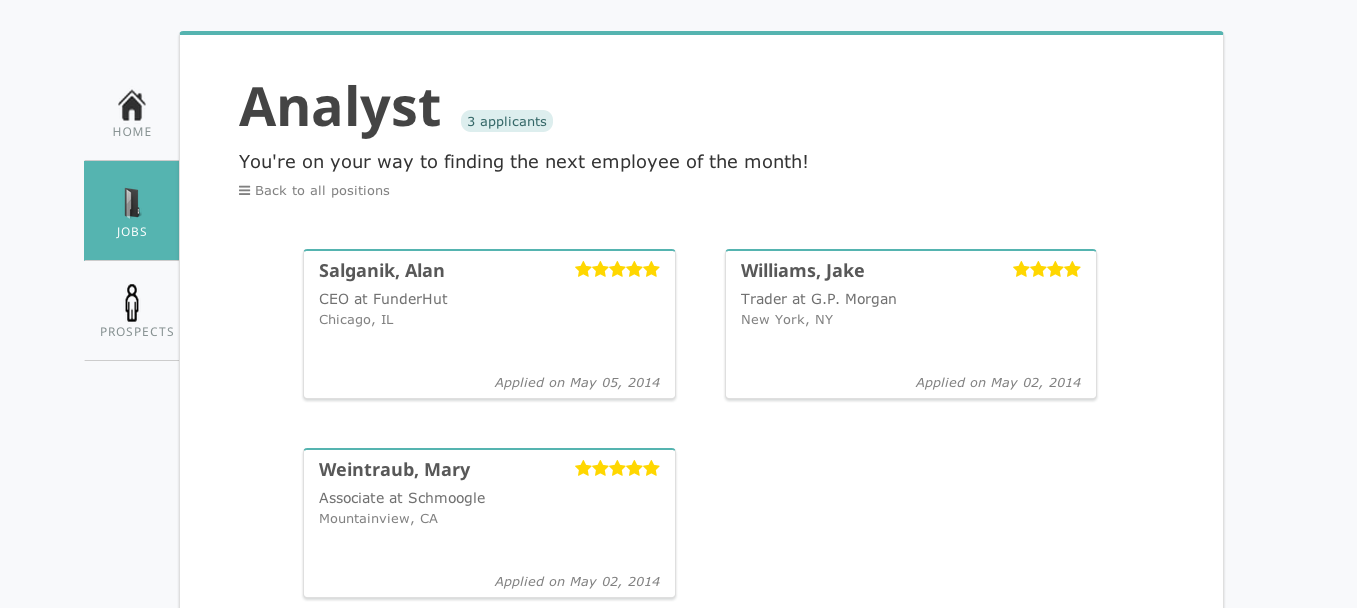 HOME
JOBS
PROSPECTS
Analyst 3 applicants
You're on your way to finding the next employee of the month!
Back to all positions
Salganik, Alan
CEO at FunderHut
Chicago, IL
Applied on May 05, 2014
Williams, Jake
Trader at G.P. Morgan
New York, NY
Applied on May 02, 2014
Weintraub, Mary
Associate at Schmoogle
Mountainview, CA
Applied on May 02, 2014